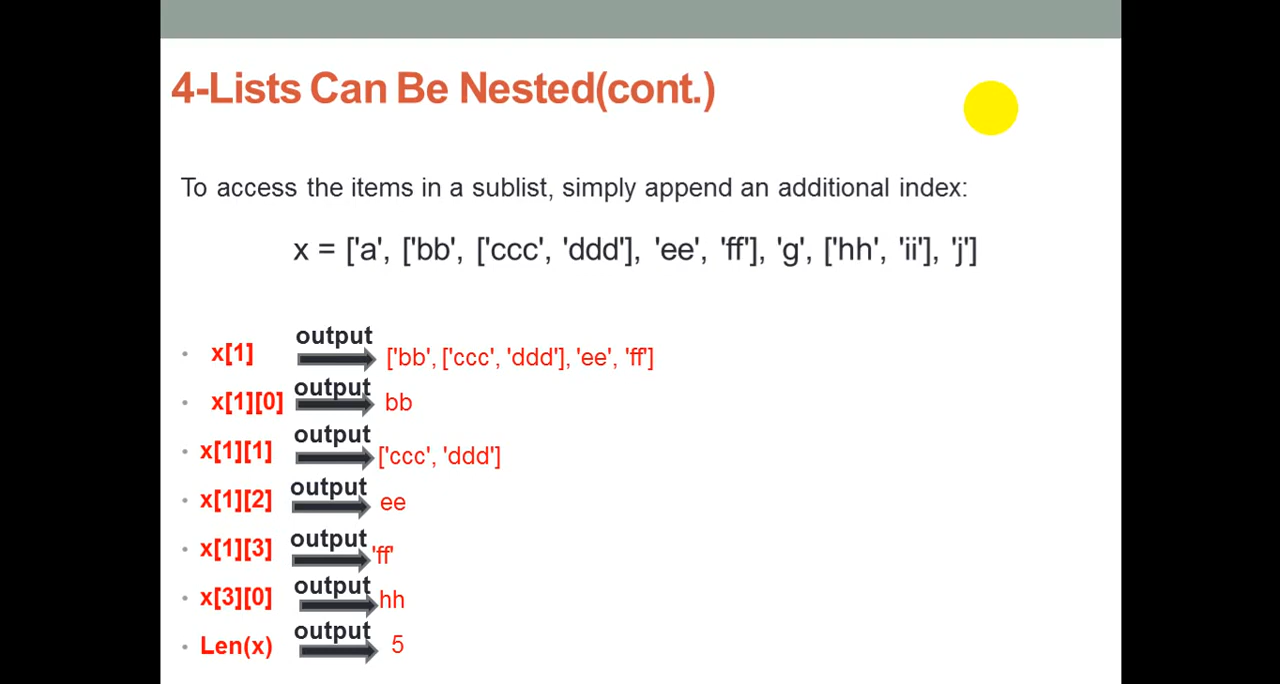 4-Lists Can Be Nested(cont.)
To access the items in a sublist, simply append an additional index:
x = ['a', ['bb', ['ccc', 'ddd'], 'ee', 'ff'], 'g', ['hh', 'ii'], 'j']
• x[1] output ['bb', ['ccc', 'ddd'], 'ee', 'ff']
• x[1][0] output bb
• x[1][1] output ['ccc', 'ddd']
• x[1][2] output ee
• x[1][3] output 'ff'
• x[3][0] output hh
• Len(x) output 5